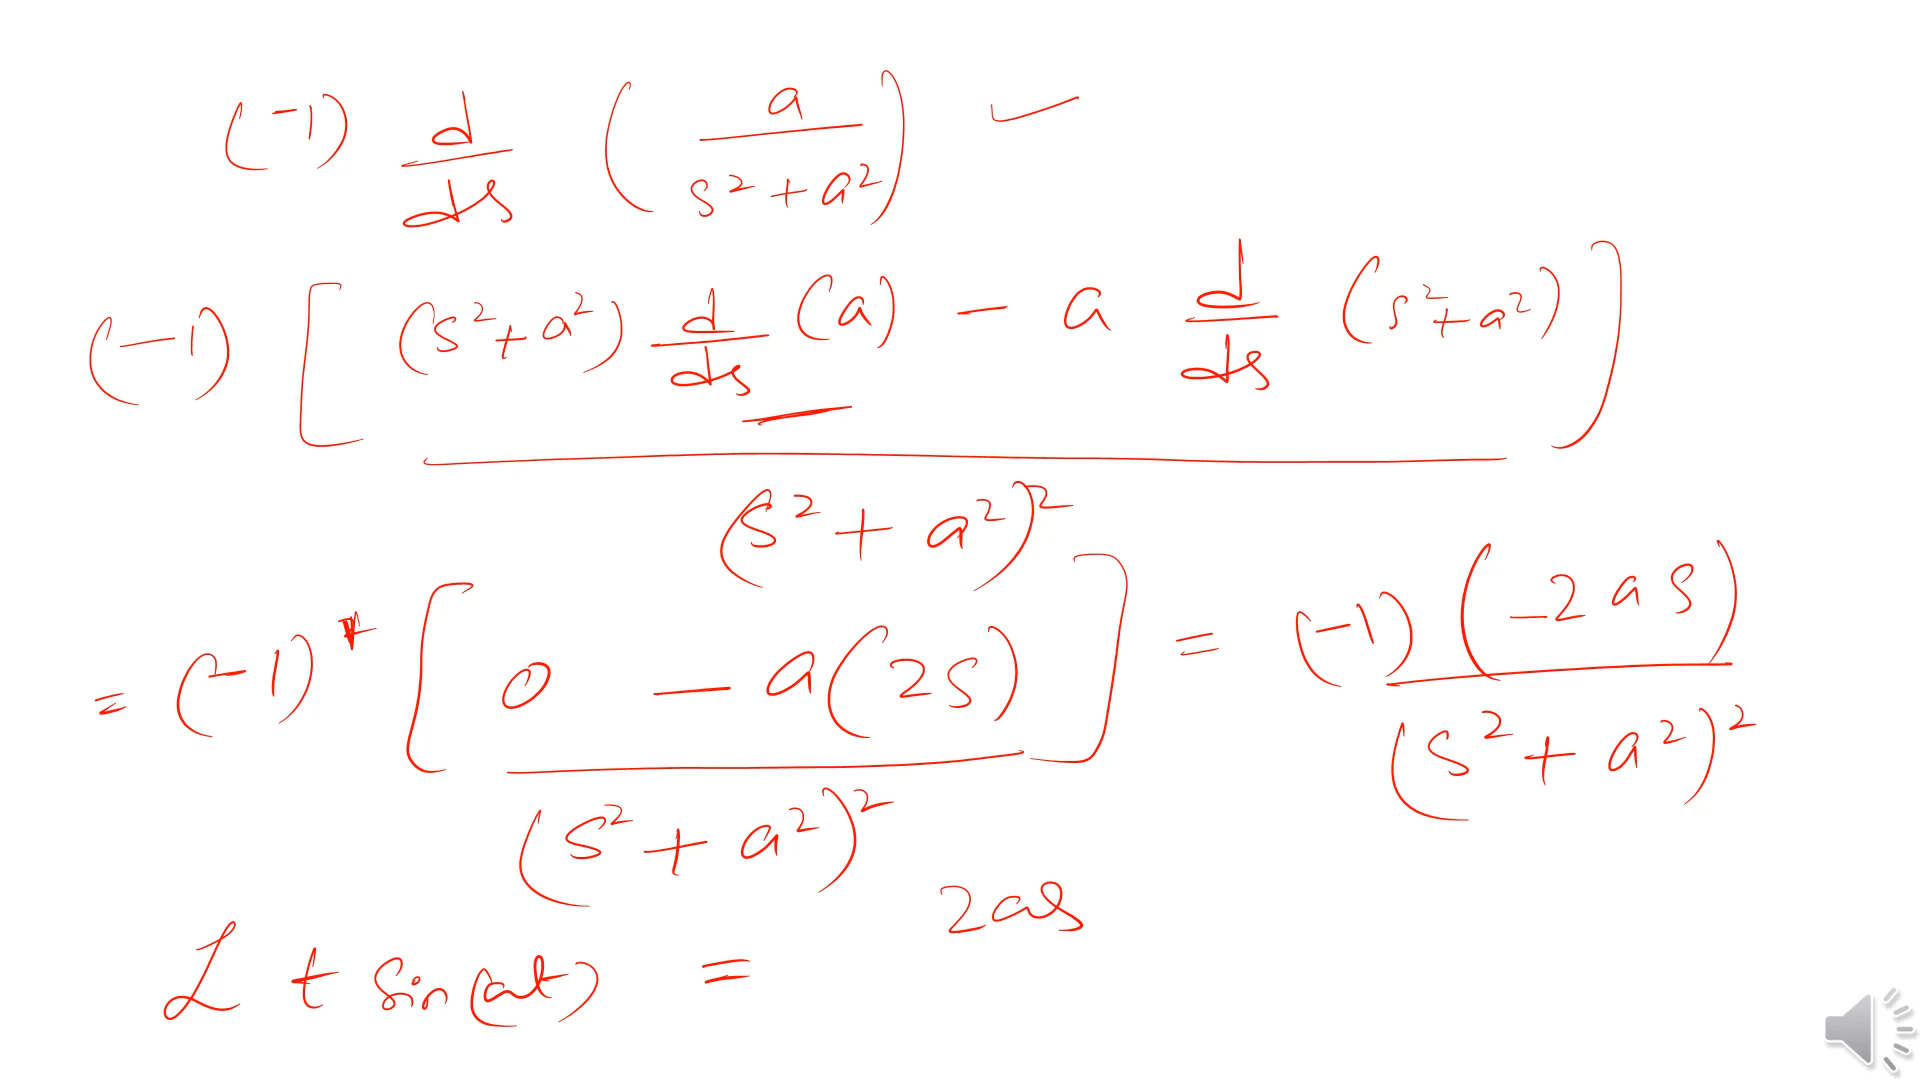 (-1) d/ds ( a / s² + a² ) ✓
(-1) [ (s² + a²) d/ds (a) - a d/ds (s² + a²) ]
(s² + a²)²
= (-1) [ 0 - a(2s) ] / (s² + a²)² = (-1) (-2as) / (s² + a²)²
ℒ t sin(at) = 2as